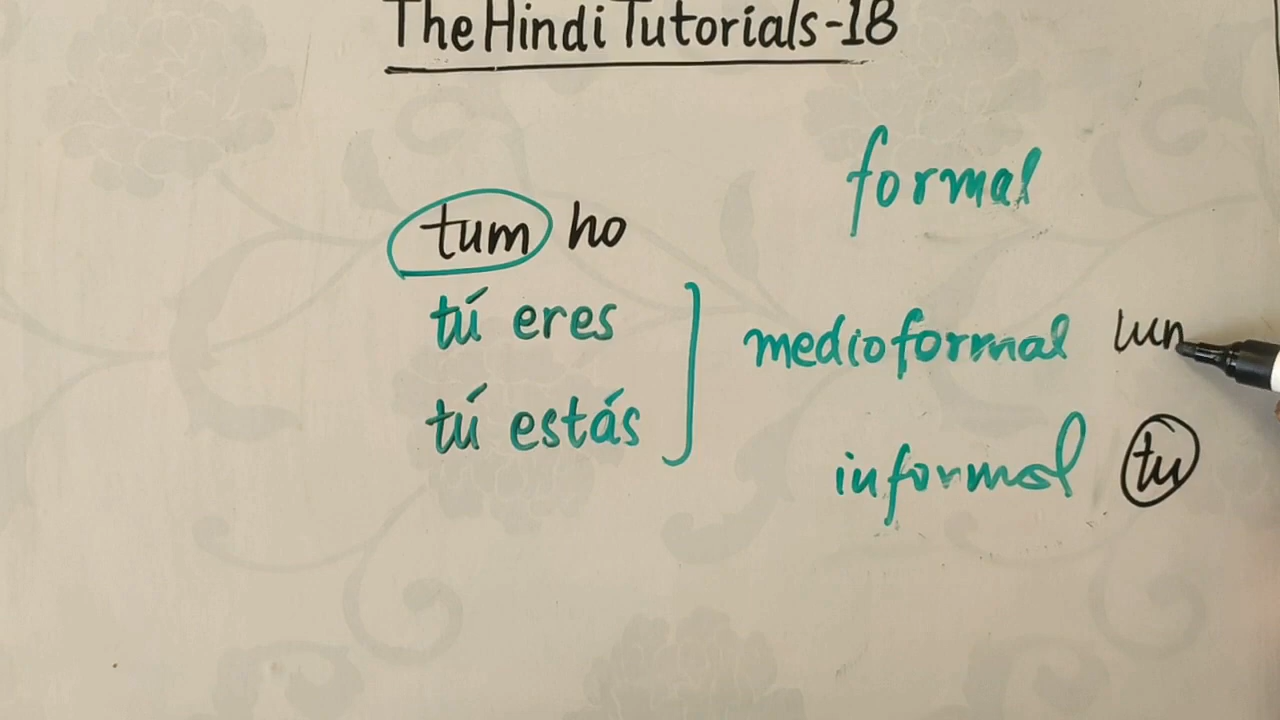 The Hindi Tutorials-18
formal
tum ho
tú eres
medioformal
tú estás
informal tu